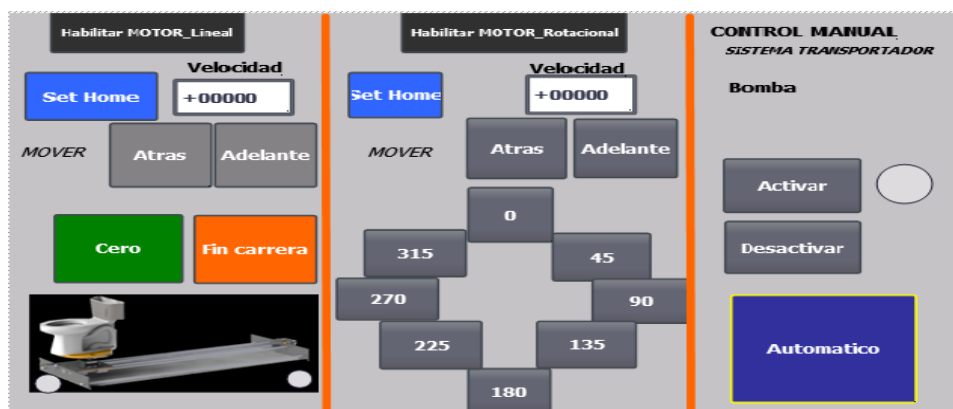 Habilitar MOTOR_Lineal
Velocidad
Set Home
+00000
MOVER
Atras
Adelante
Cero
Fin carrera
Habilitar MOTOR_Rotacional
Velocidad
Set Home
+00000
MOVER
Atras
Adelante
0
315
45
270
90
225
135
180
CONTROL MANUAL
SISTEMA TRANSPORTADOR
Bomba
Activar
Desactivar
Automatico